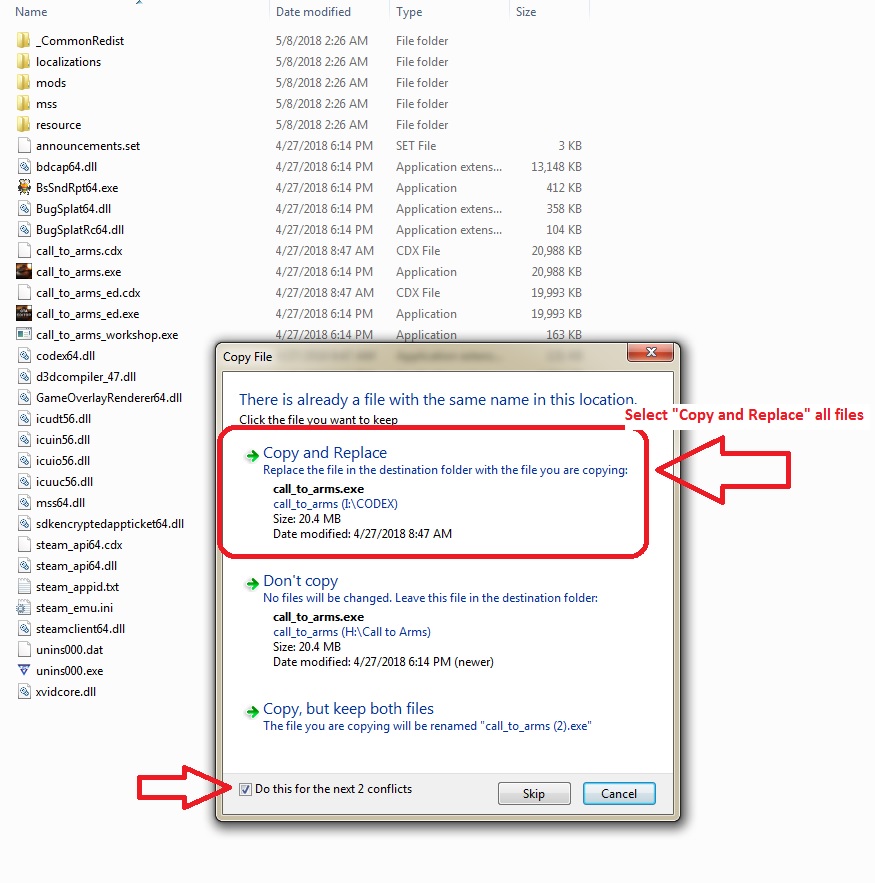 Name Date modified Type Size
_CommonRedist 5/8/2018 2:26 AM File folder
localizations 5/8/2018 2:26 AM File folder
mods 5/8/2018 2:26 AM File folder
mss 5/8/2018 2:26 AM File folder
resource 5/8/2018 2:26 AM File folder
announcements.set 4/27/2018 6:14 PM SET File 3 KB
bdcap64.dll 4/27/2018 6:14 PM Application extens... 13,148 KB
BsSndRpt64.exe 4/27/2018 6:14 PM Application 412 KB
BugSplat64.dll 4/27/2018 6:14 PM Application extens... 358 KB
BugSplatRc64.dll 4/27/2018 6:14 PM Application extens... 104 KB
call_to_arms.cdx 4/27/2018 8:47 AM CDX File 20,988 KB
call_to_arms.exe 4/27/2018 6:14 PM Application 20,988 KB
call_to_arms_ed.cdx 4/27/2018 8:47 AM CDX File 19,993 KB
call_to_arms_ed.exe 4/27/2018 6:14 PM Application 19,993 KB
call_to_arms_workshop.exe 4/27/2018 6:14 PM Application 163 KB
codex64.dll
d3dcompiler_47.dll
GameOverlayRenderer64.dll
icudt56.dll
icuin56.dll
icuio56.dll
icuuc56.dll
mss64.dll
sdkencryptedappticket64.dll
steam_api64.cdx
steam_api64.dll
steam_appid.txt
steam_emu.ini
steamclient64.dll
unins000.dat
unins000.exe
xvidcore.dll
Copy File
There is already a file with the same name in this location.
Click the file you want to keep
Select "Copy and Replace" all files
Copy and Replace
Replace the file in the destination folder with the file you are copying:
call_to_arms.exe
call_to_arms (I:\CODEX)
Size: 20.4 MB
Date modified: 4/27/2018 8:47 AM
Don't copy
No files will be changed. Leave this file in the destination folder:
call_to_arms.exe
call_to_arms (H:\Call to Arms)
Size: 20.4 MB
Date modified: 4/27/2018 6:14 PM (newer)
Copy, but keep both files
The file you are copying will be renamed "call_to_arms (2).exe"
Do this for the next 2 conflicts
Skip Cancel